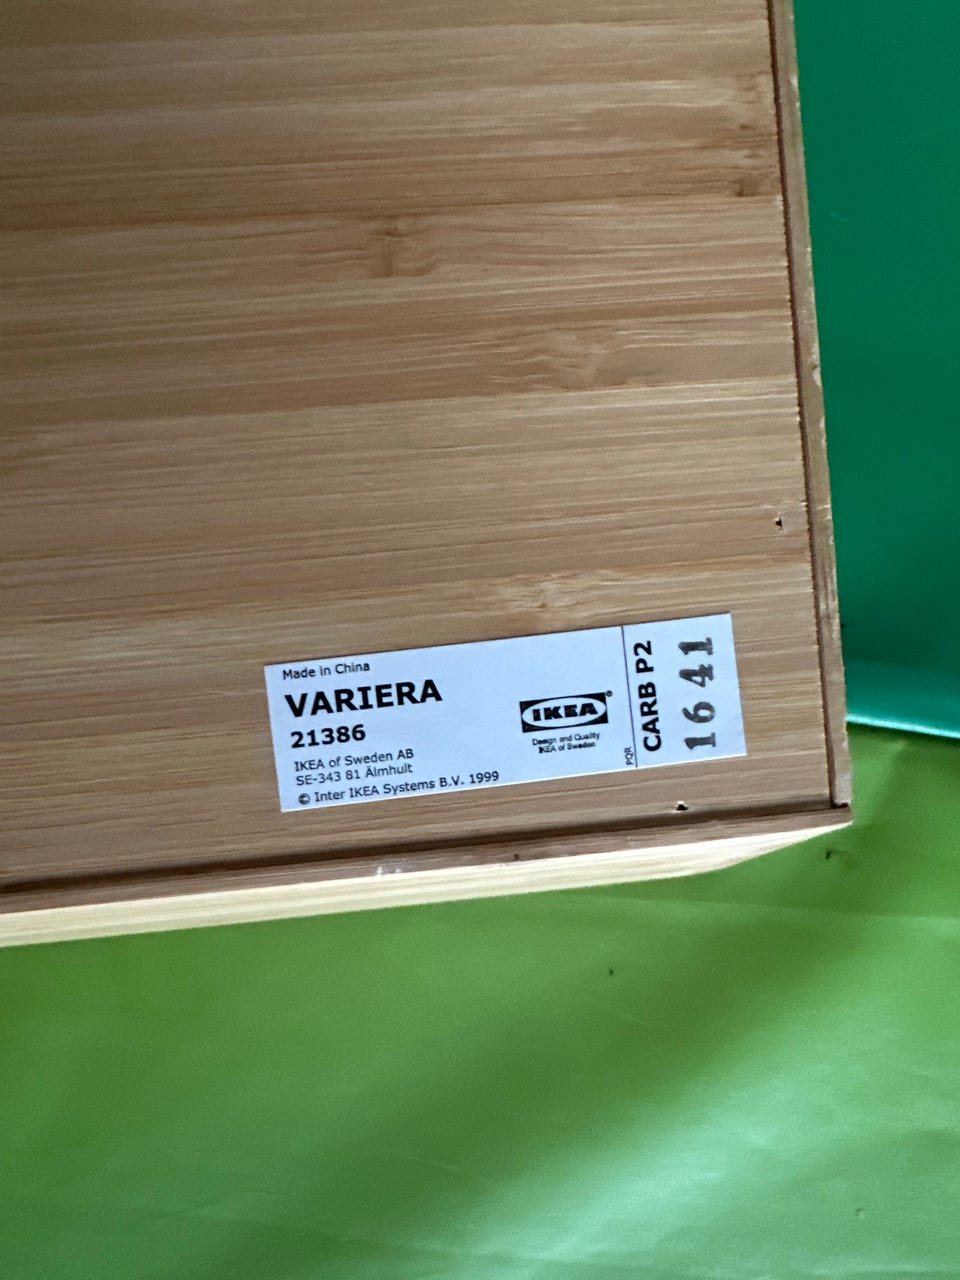 Made in China
VARIERA
21386
IKEA of Sweden AB
SE-343 81 Älmhult
© Inter IKEA Systems B.V. 1999
IKEA®
Design and Quality
IKEA of Sweden
PQR
CARB P2
1641